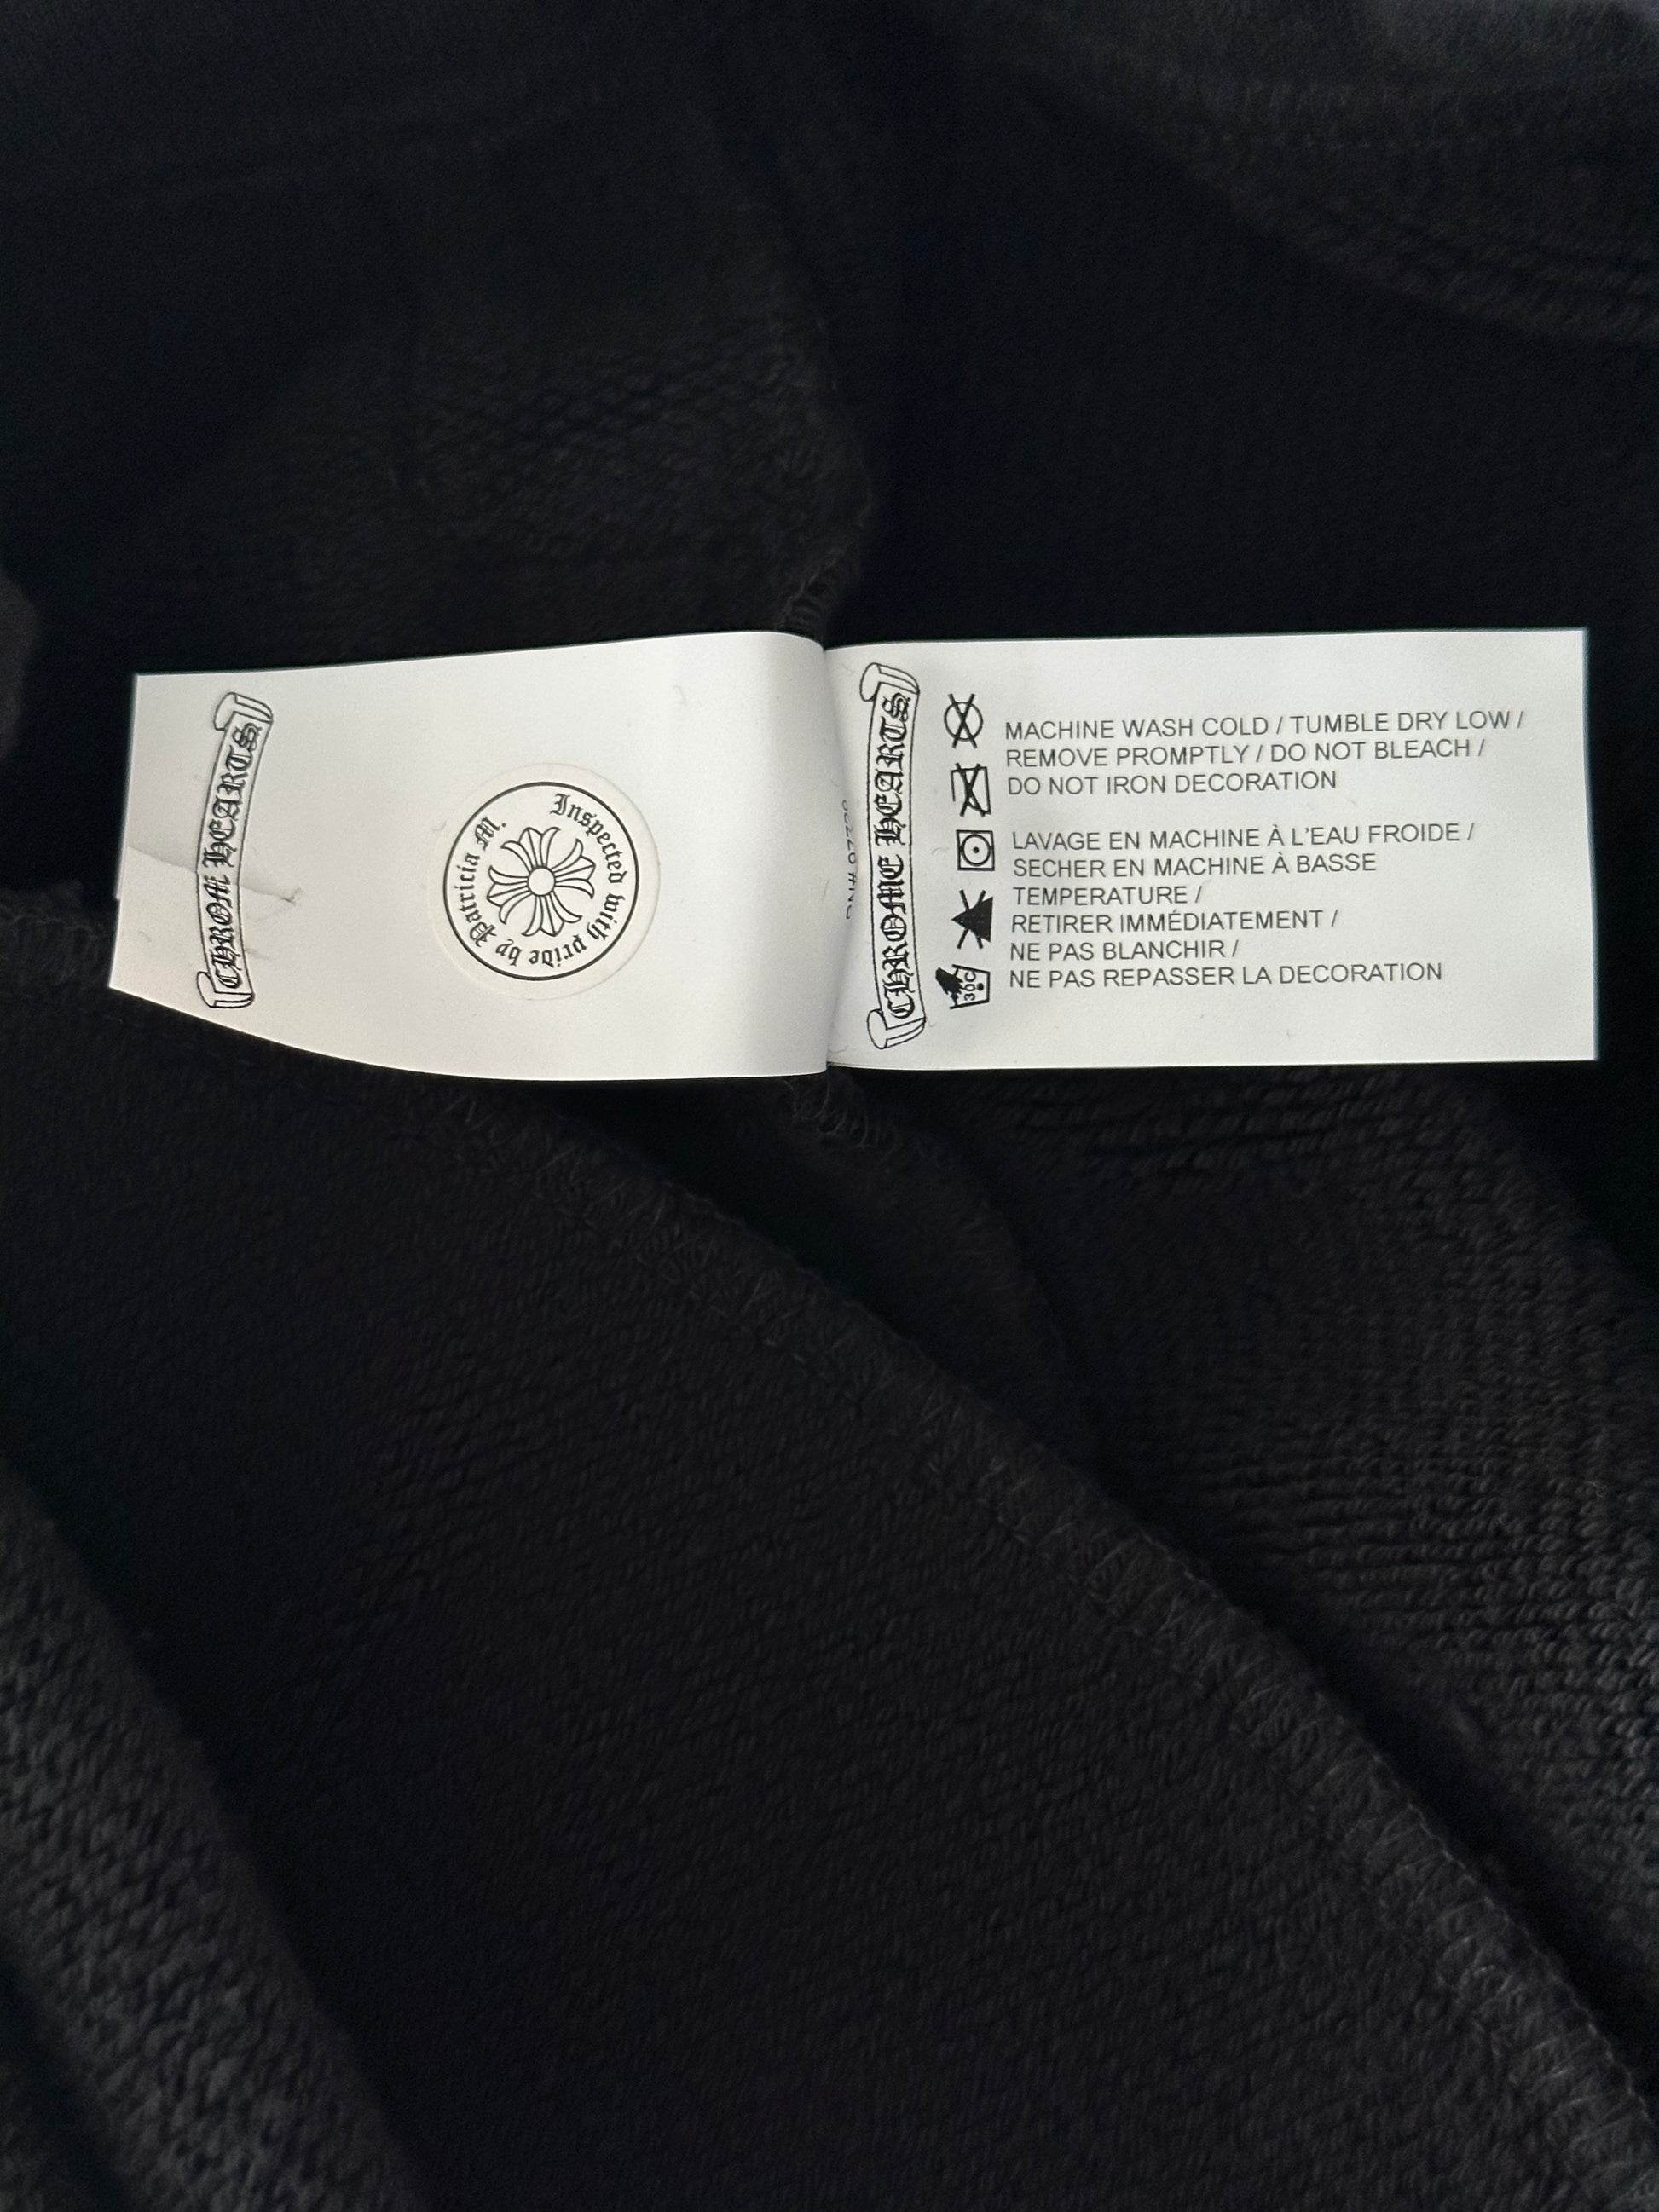 CHROME HEARTS
Inspected with pride by Patricia M.
CHROME HEARTS
MACHINE WASH COLD / TUMBLE DRY LOW /
REMOVE PROMPTLY / DO NOT BLEACH /
DO NOT IRON DECORATION
LAVAGE EN MACHINE À L'EAU FROIDE /
SECHER EN MACHINE À BASSE
TEMPERATURE /
RETIRER IMMÉDIATEMENT /
NE PAS BLANCHIR /
NE PAS REPASSER LA DECORATION
30C